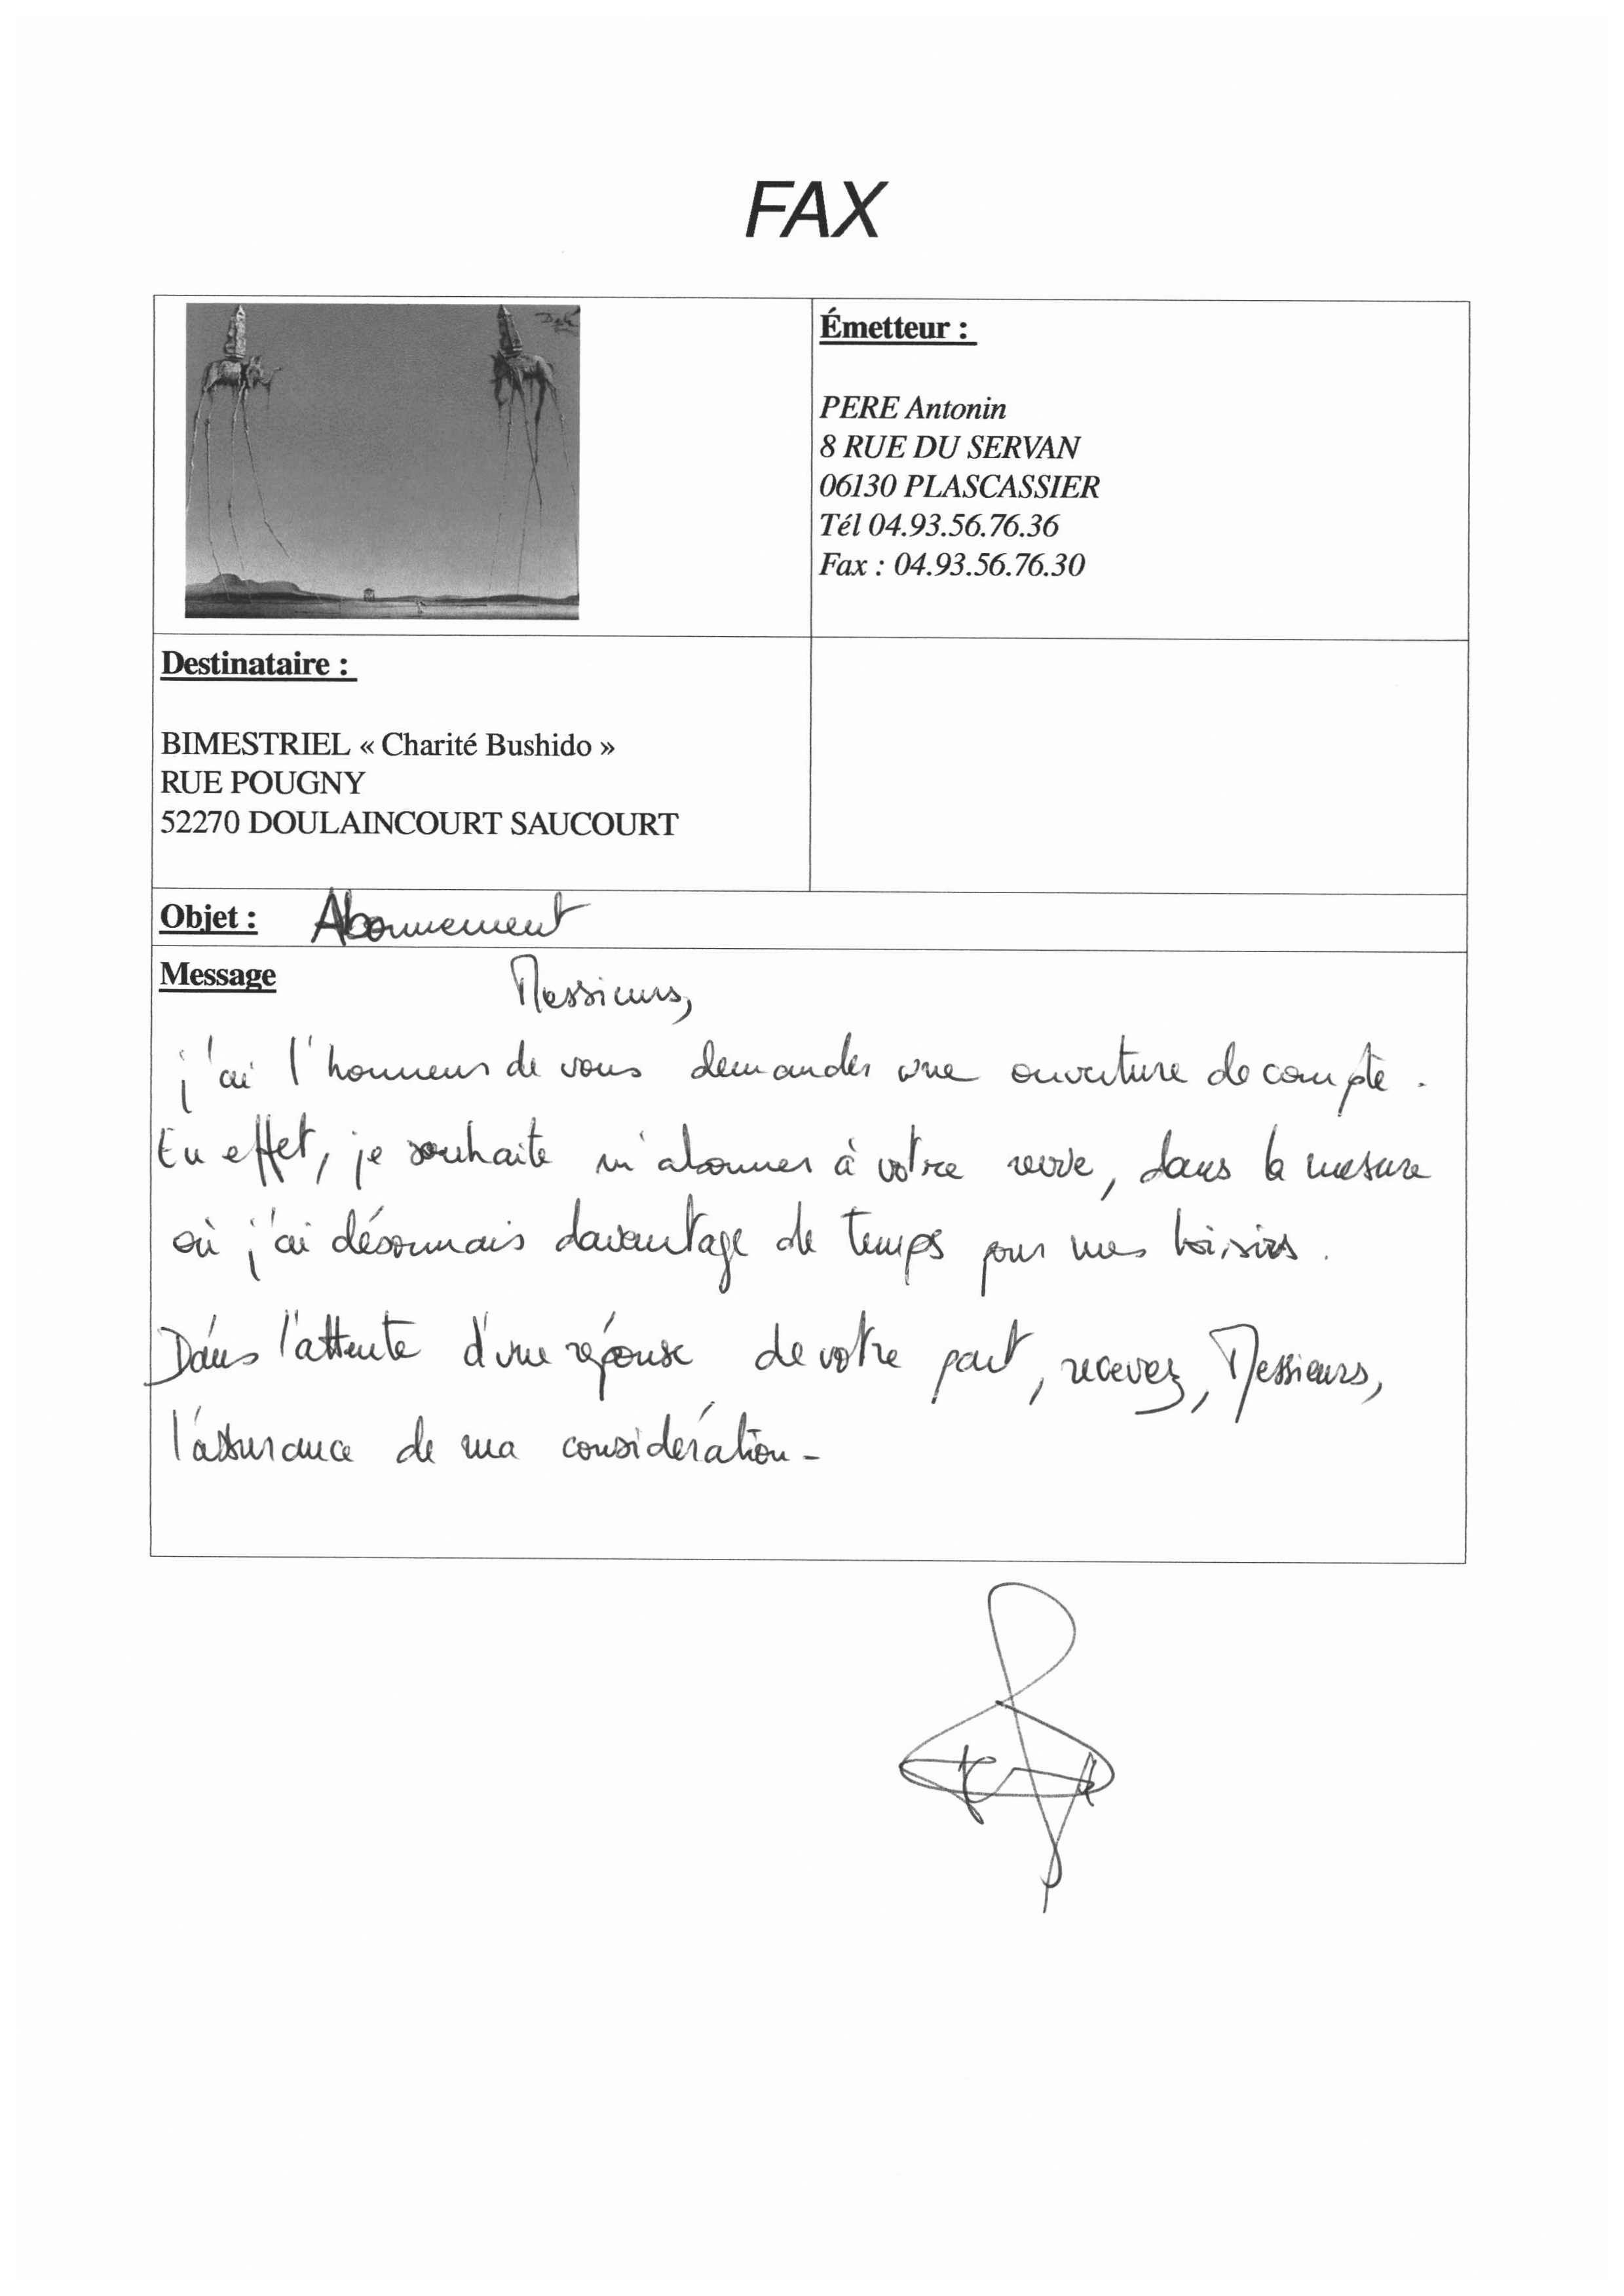 FAX
Émetteur :
PERE Antonin
8 RUE DU SERVAN
06130 PLASCASSIER
Tél 04.93.56.76.36
Fax : 04.93.56.76.30
Destinataire :
BIMESTRIEL « Charité Bushido »
RUE POUGNY
52270 DOULAINCOURT SAUCOURT
Objet : Abonnement
Message
Messieurs,
j'ai l'honneur de vous demander une ouverture de compte.
En effet, je souhaite m'abonner à votre revue, dans la mesure
où j'ai désormais davantage de temps pour mes loisirs.
Dans l'attente d'une réponse de votre part, recevez, Messieurs,
l'assurance de ma considération-